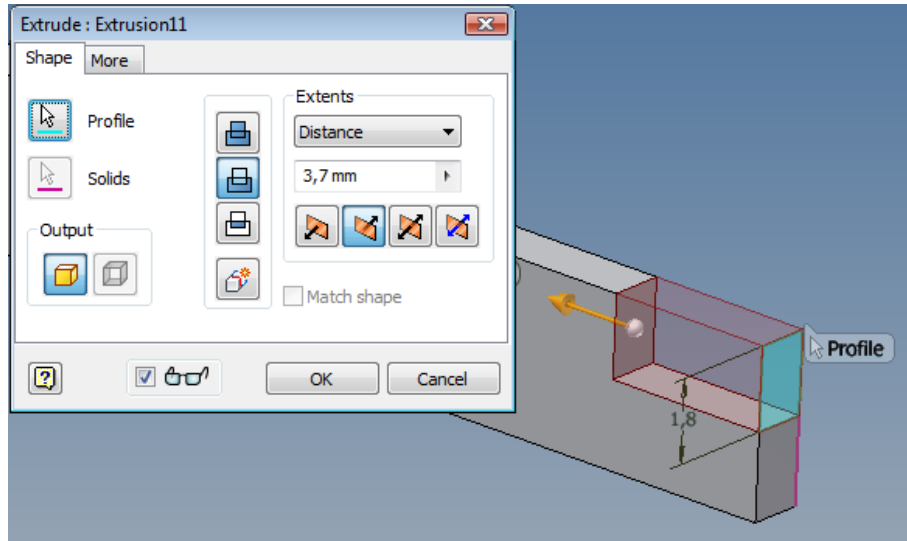 Extrude : Extrusion11
Shape
More
Profile
Solids
Output
Extents
Distance
3,7 mm
Match shape
OK
Cancel
Profile
1,8